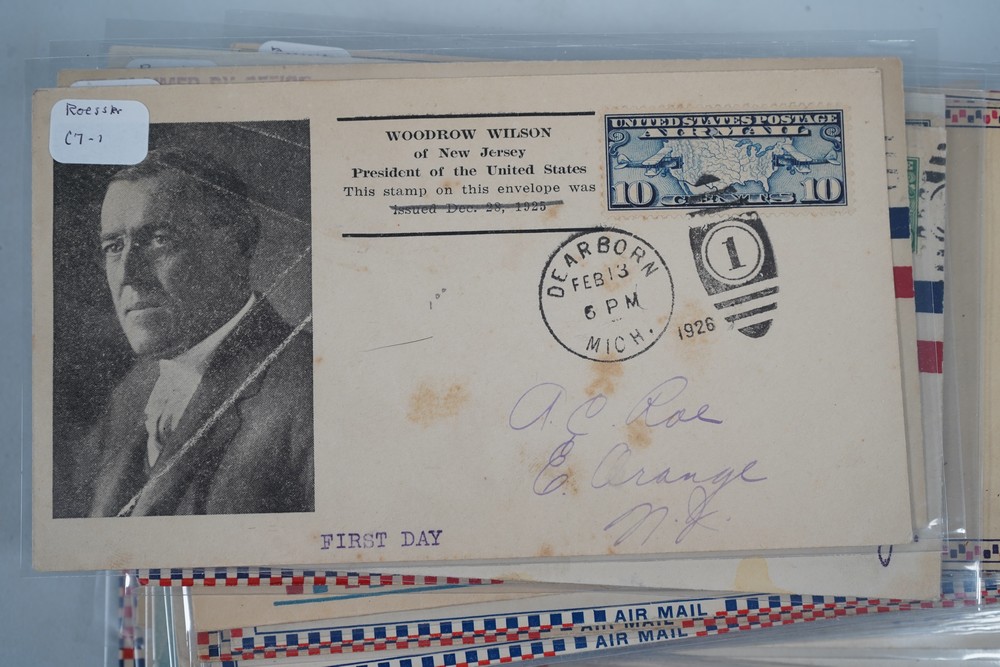 Roessler
C7-1
WOODROW WILSON
of New Jersey
President of the United States
This stamp on this envelope was
Issued Dec. 28, 1925
UNITED STATES POSTAGE
AIR MAIL
10 CENTS 10
DEARBORN
FEB 13
6 PM
MICH.
1926
1
A. C. Roe
E. Orange
N. J.
FIRST DAY
AIR MAIL
AIR MAIL
AIR MAIL